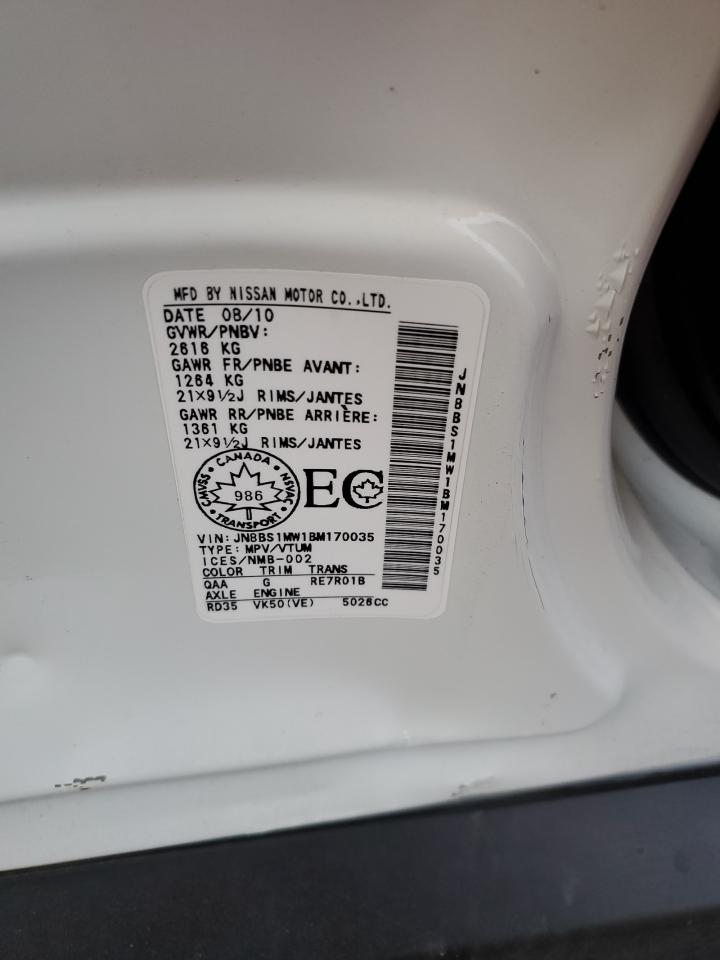 MFD BY NISSAN MOTOR CO.,LTD.
DATE 08/10
GVWR/PNBV:
2616 KG
GAWR FR/PNBE AVANT:
1264 KG
21X9½J RIMS/JANTES
GAWR RR/PNBE ARRIÈRE:
1361 KG
21X9½J RIMS/JANTES
CANADA
CMVSS • NSVAC
986
TRANSPORT
EC
VIN: JN8BS1MW1BM170035
TYPE: MPV/VTUM
ICES/NMB-002
COLOR TRIM TRANS
QAA G RE7R01B
AXLE ENGINE
RD35 VK50(VE) 5026CC
JN8BS1MW1BM170035